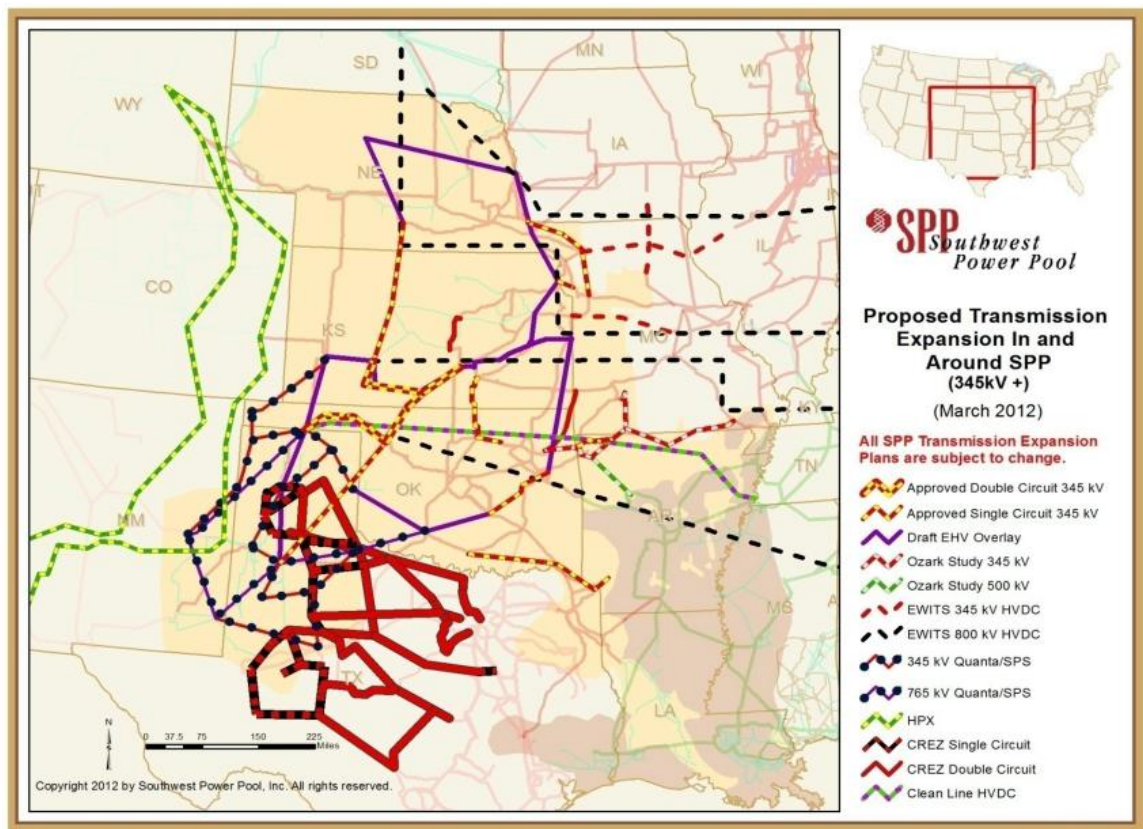 SD
MN
WI
WY
IA
NE
IL
CO
KS
MO
KY
TN
OK
NM
AR
MS
TX
LA
N
0 37.5 75 150 225
Miles
Copyright 2012 by Southwest Power Pool, Inc. All rights reserved.
SPP
Southwest
Power Pool
Proposed Transmission
Expansion In and
Around SPP
(345kV +)
(March 2012)
All SPP Transmission Expansion
Plans are subject to change.
Approved Double Circuit 345 kV
Approved Single Circuit 345 kV
Draft EHV Overlay
Ozark Study 345 kV
Ozark Study 500 kV
EWITS 345 kV HVDC
EWITS 800 kV HVDC
345 kV Quanta/SPS
765 kV Quanta/SPS
HPX
CREZ Single Circuit
CREZ Double Circuit
Clean Line HVDC